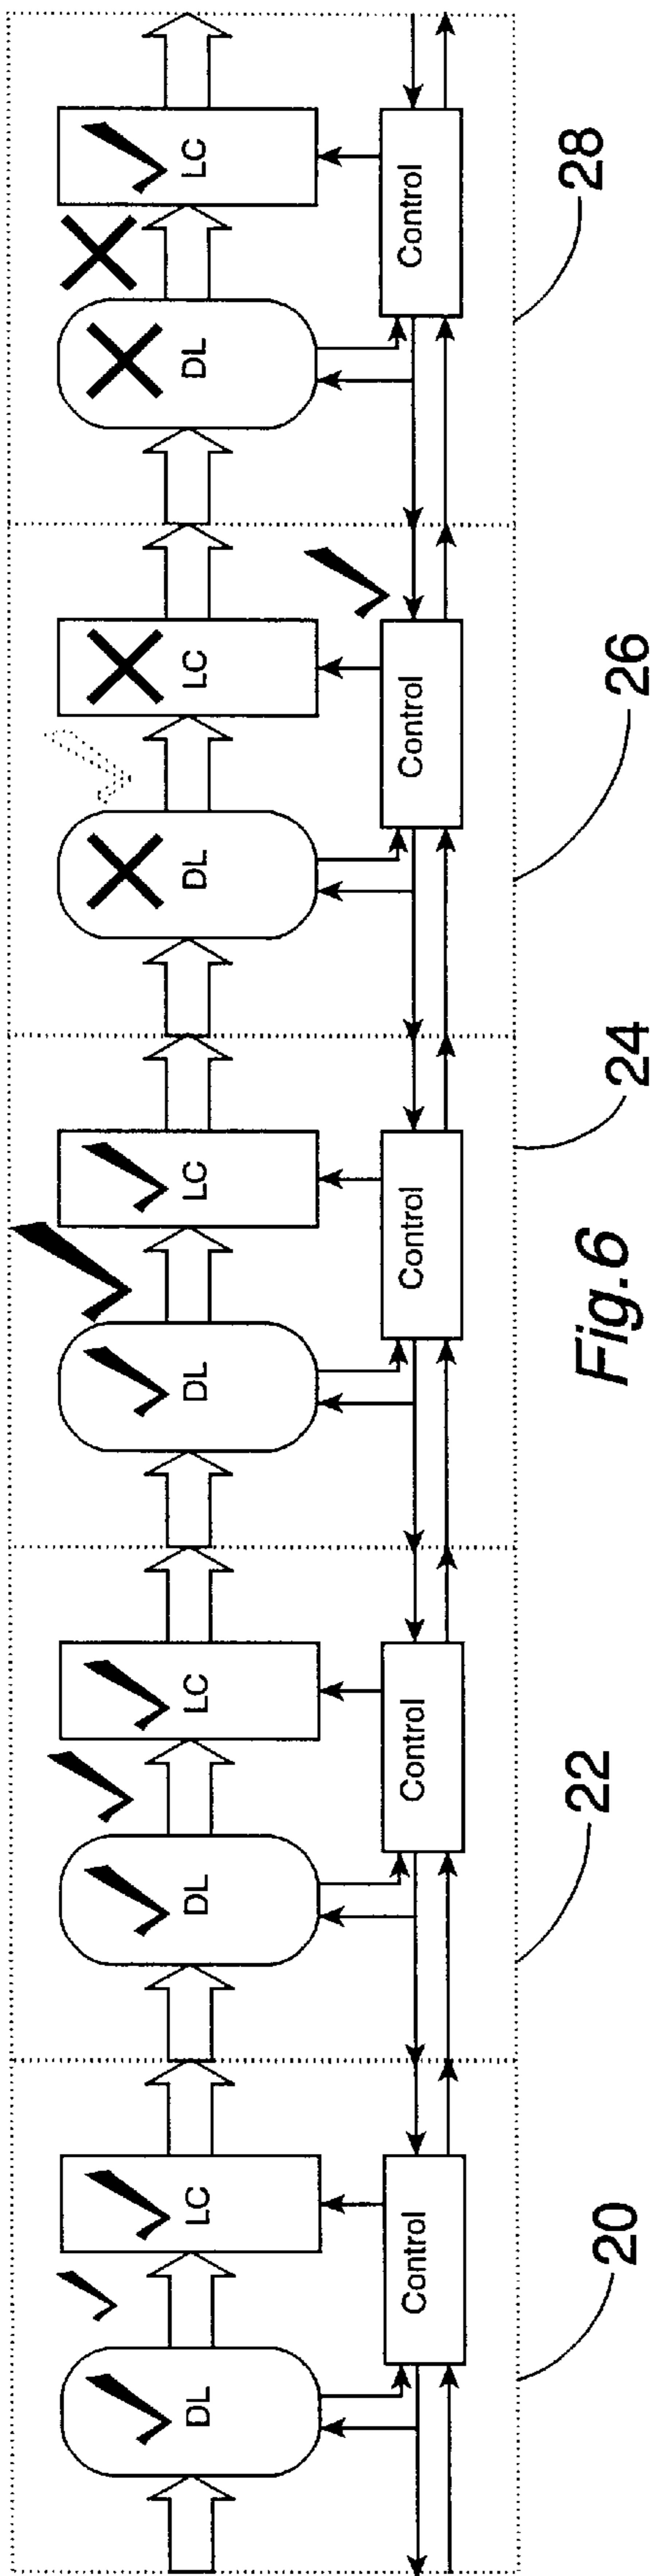 DL
LC
Control
20
DL
LC
Control
22
DL
LC
Control
24
DL
LC
Control
26
DL
LC
Control
28
Fig.6